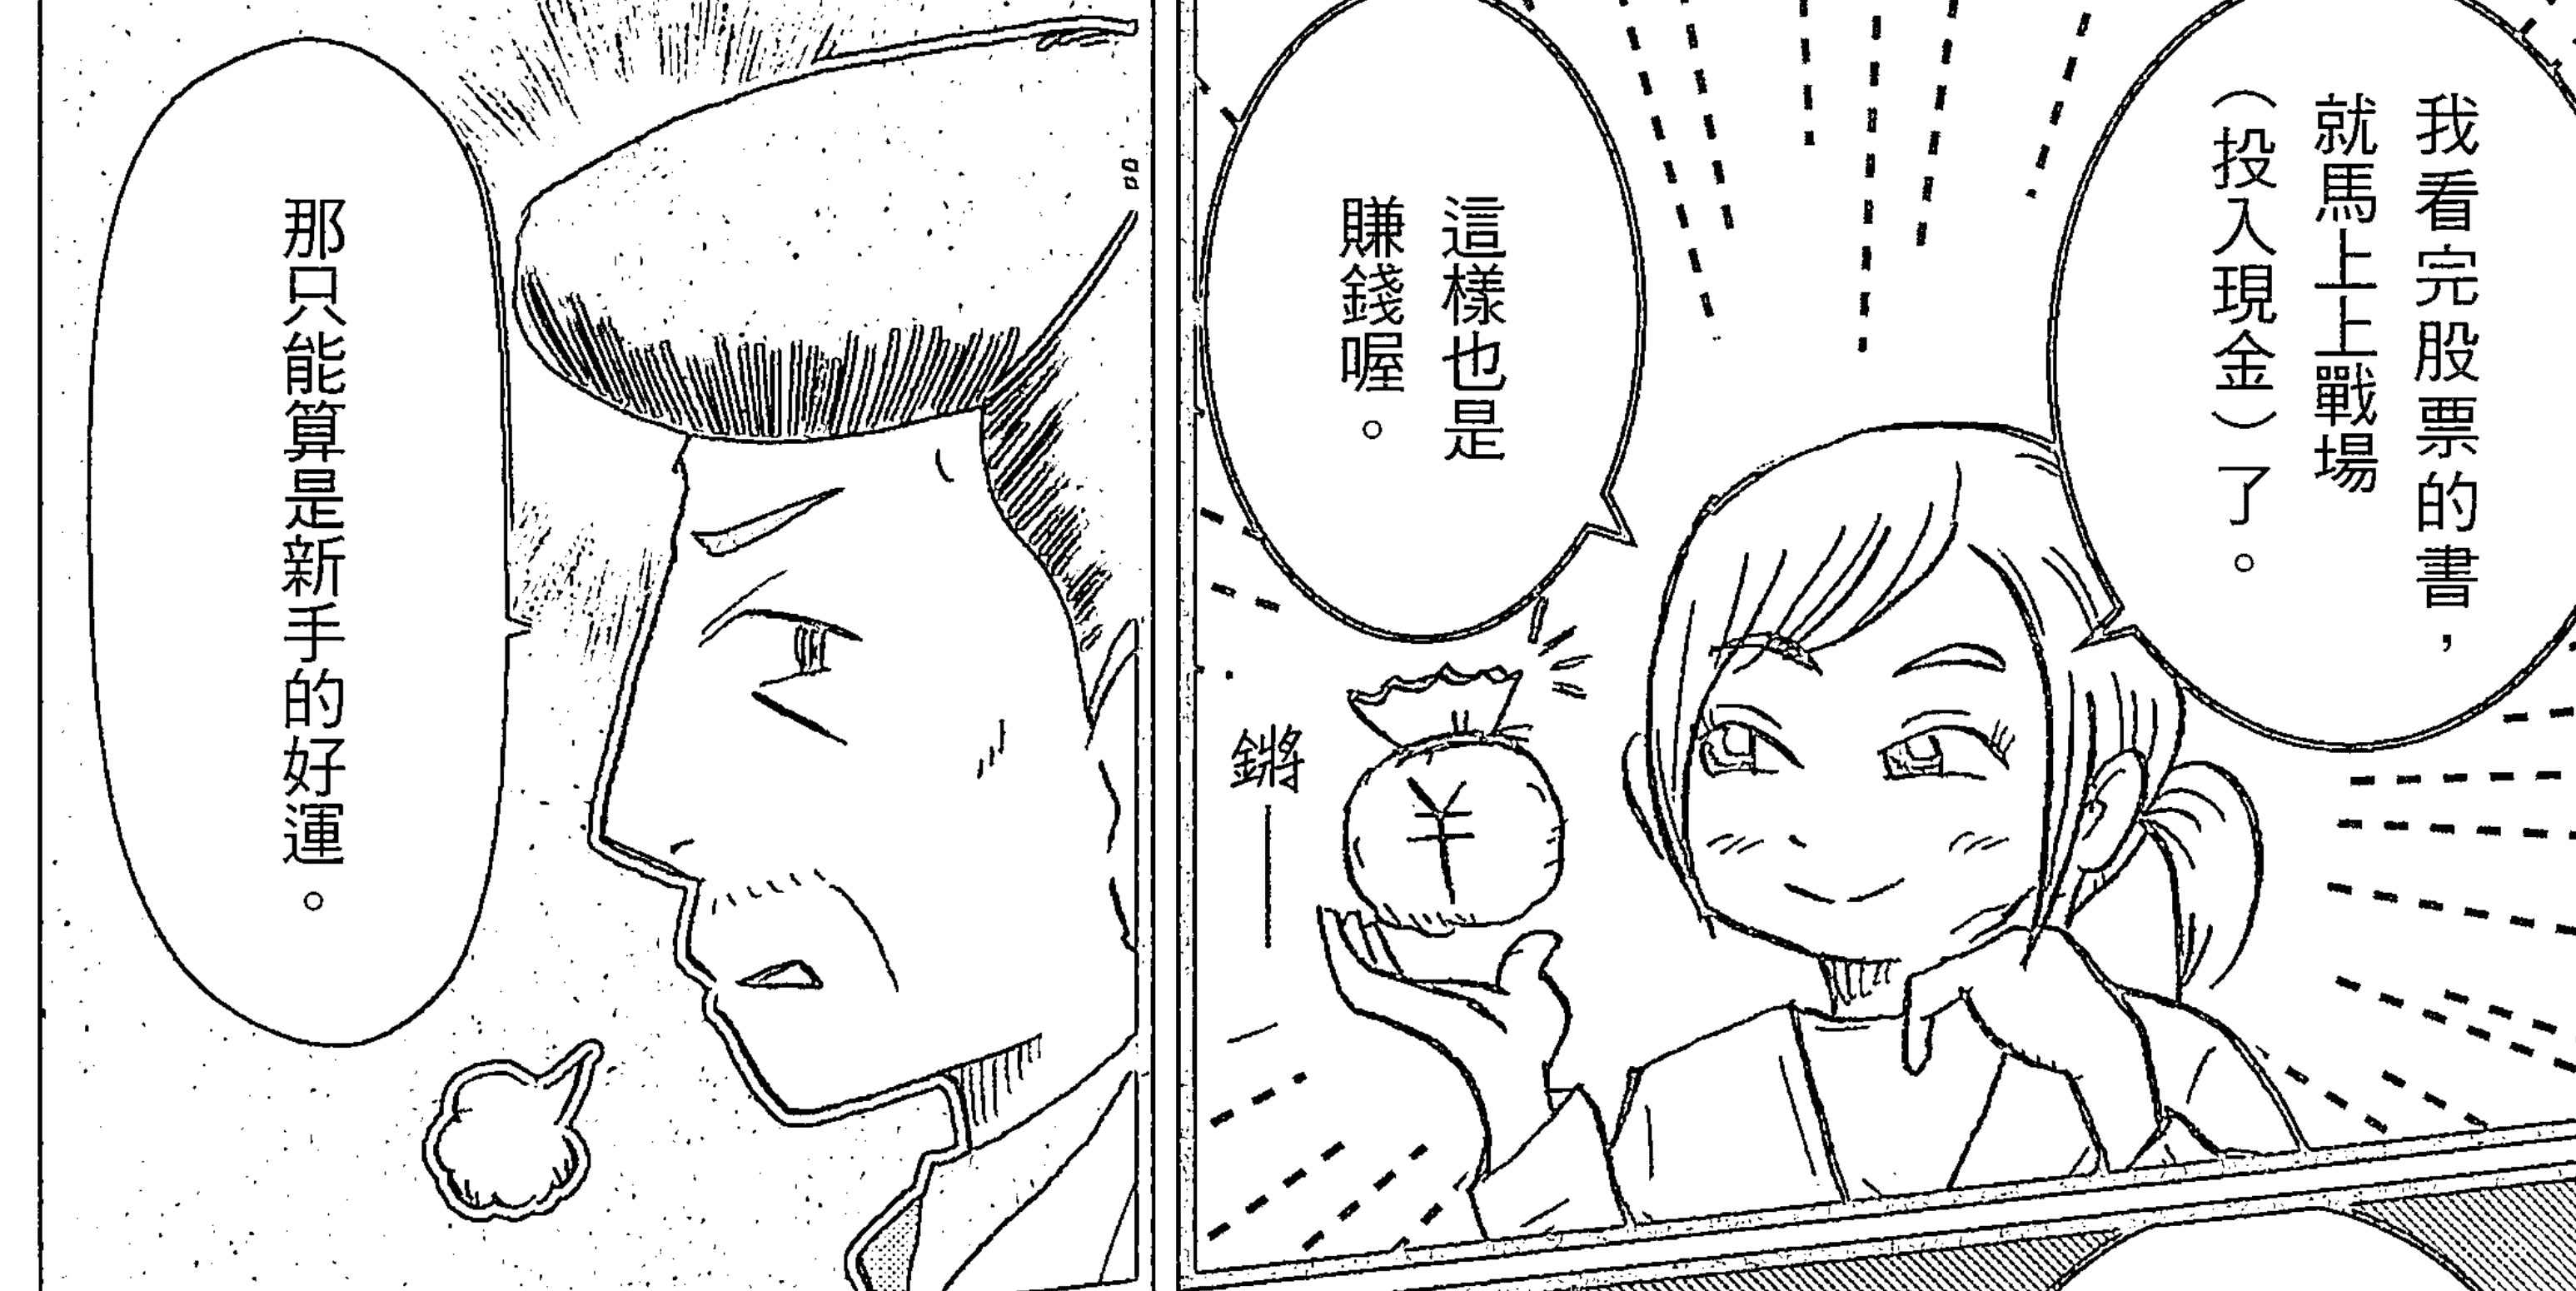 我看完股票的書，
就馬上上戰場
（投入現金）了。
這樣也是
賺錢喔。
鏘
¥
那只能算是新手的好運。